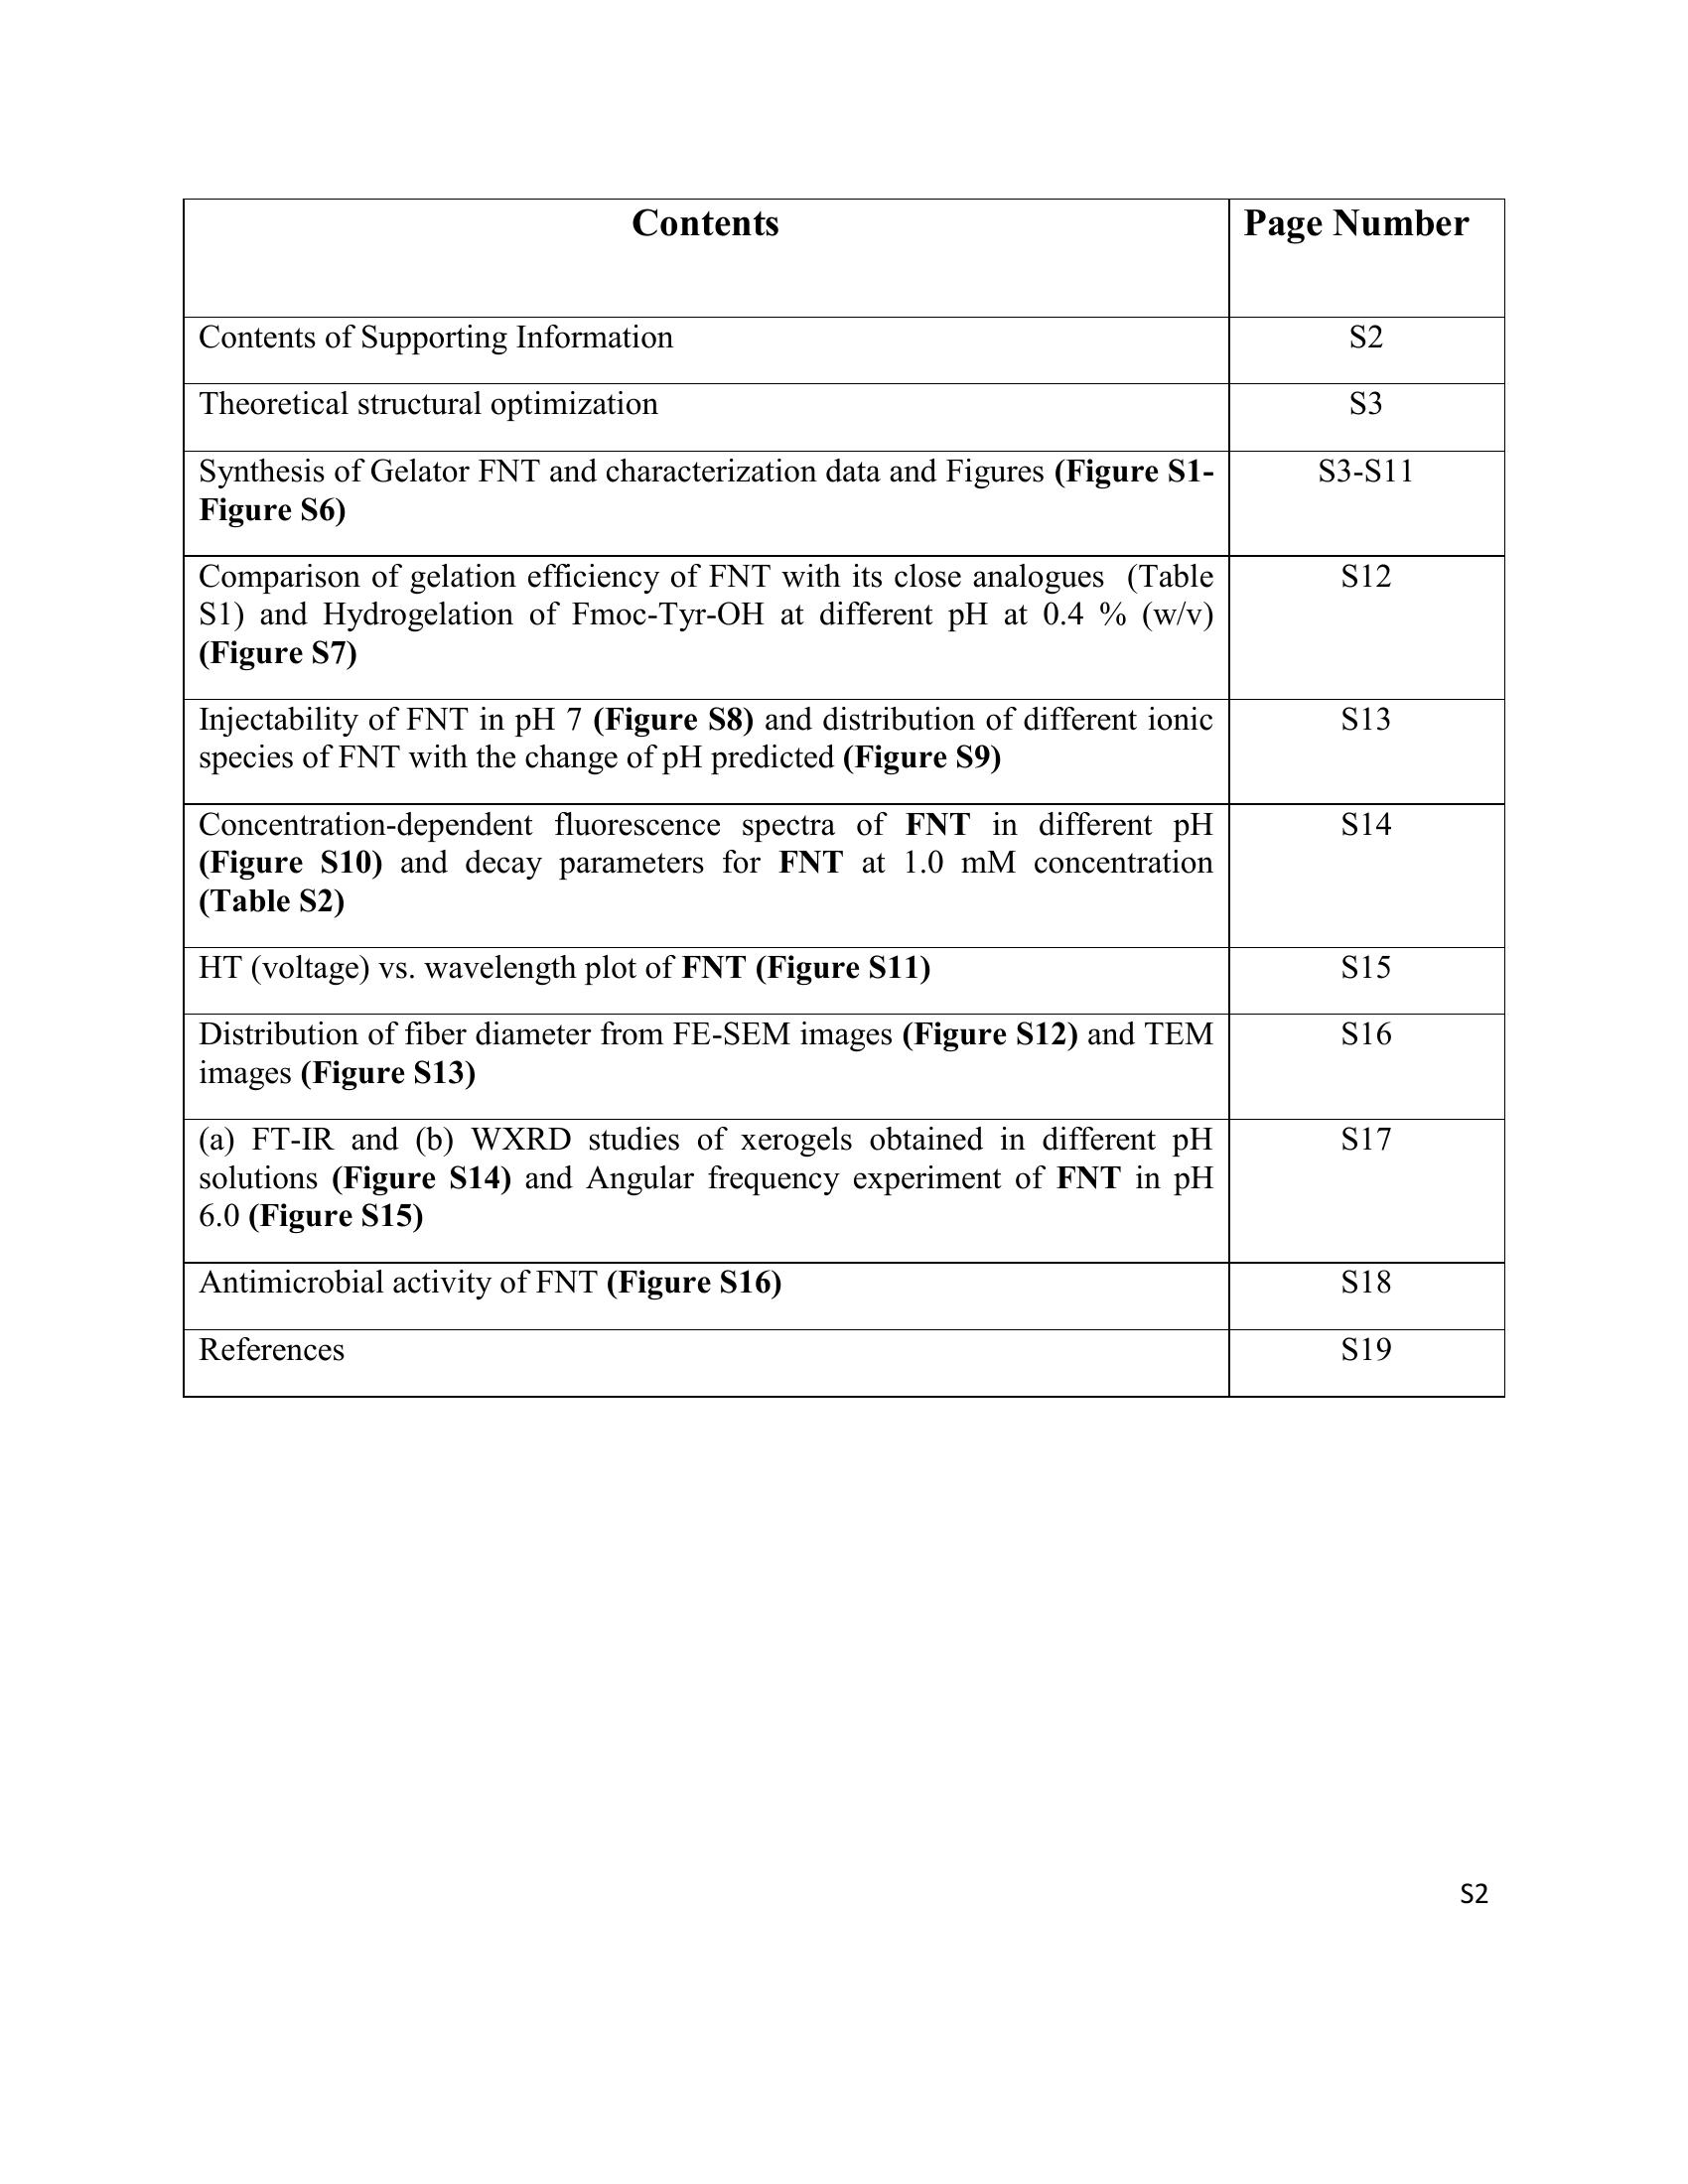 Contents
Page Number
Contents of Supporting Information
S2
Theoretical structural optimization
S3
Synthesis of Gelator FNT and characterization data and Figures (Figure S1-
Figure S6)
S3-S11
Comparison of gelation efficiency of FNT with its close analogues (Table
S1) and Hydrogelation of Fmoc-Tyr-OH at different pH at 0.4 % (w/v)
(Figure S7)
S12
Injectability of FNT in pH 7 (Figure S8) and distribution of different ionic
species of FNT with the change of pH predicted (Figure S9)
S13
Concentration-dependent fluorescence spectra of FNT in different pH
(Figure S10) and decay parameters for FNT at 1.0 mM concentration
(Table S2)
S14
HT (voltage) vs. wavelength plot of FNT (Figure S11)
S15
Distribution of fiber diameter from FE-SEM images (Figure S12) and TEM
images (Figure S13)
S16
(a) FT-IR and (b) WXRD studies of xerogels obtained in different pH
solutions (Figure S14) and Angular frequency experiment of FNT in pH
6.0 (Figure S15)
S17
Antimicrobial activity of FNT (Figure S16)
S18
References
S19
S2